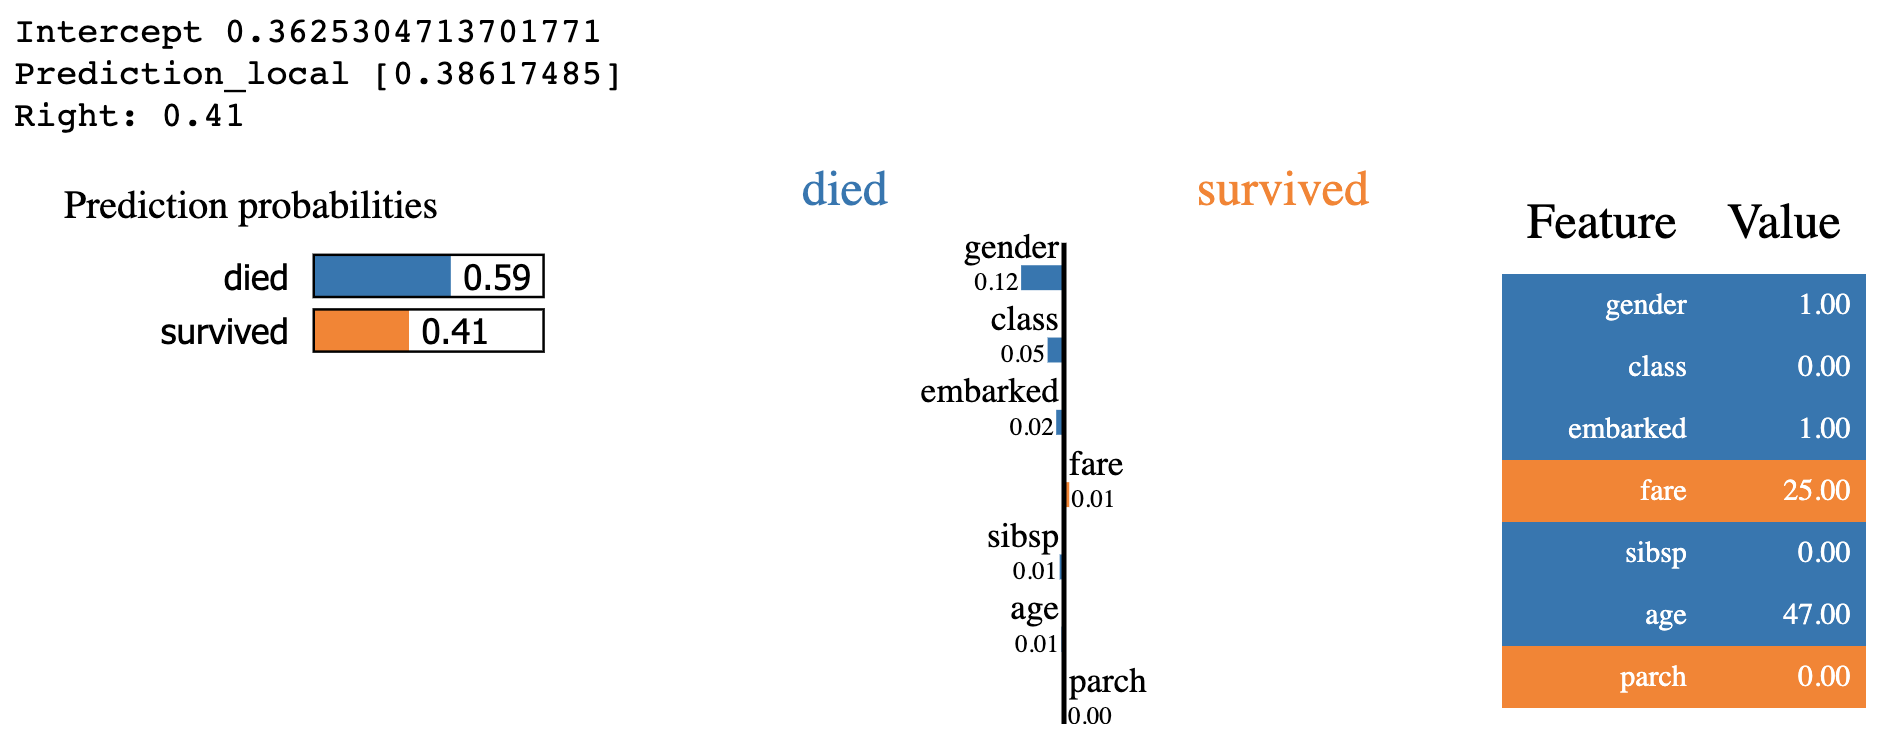 Intercept 0.3625304713701771
Prediction_local [0.38617485]
Right: 0.41
Prediction probabilities
died 0.59
survived 0.41
died survived
gender
0.12
class
0.05
embarked
0.02
fare
0.01
sibsp
0.01
age
0.01
parch
0.00
Feature Value
gender 1.00
class 0.00
embarked 1.00
fare 25.00
sibsp 0.00
age 47.00
parch 0.00